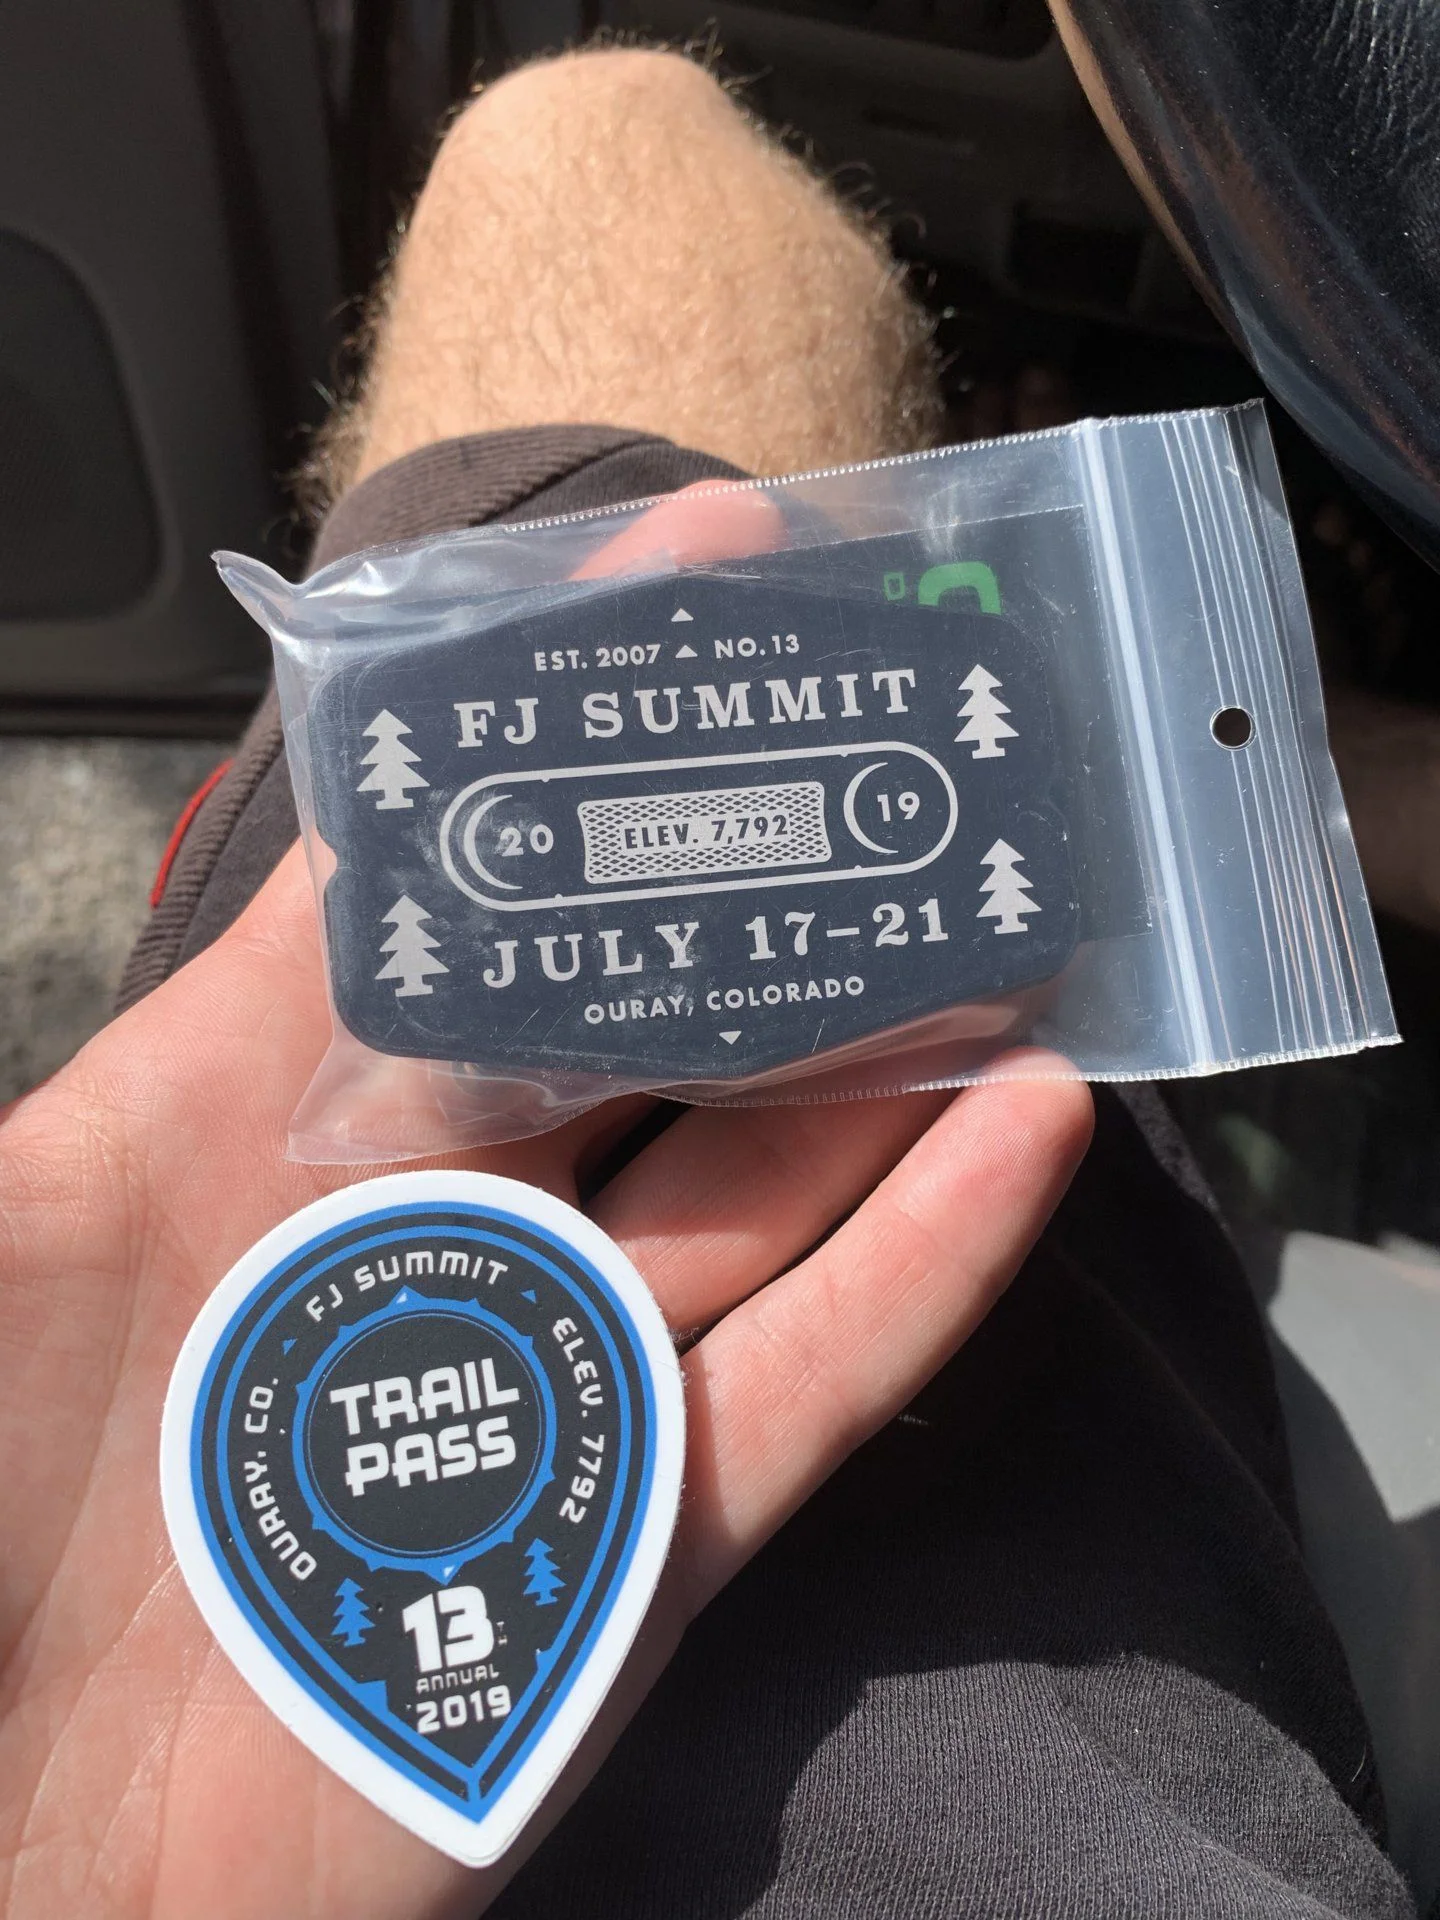 EST. 2007 NO. 13
FJ SUMMIT
20 ELEV. 7,792 19
JULY 17–21
OURAY, COLORADO
OURAY, CO. FJ SUMMIT ELEV. 7792
TRAIL
PASS
13TH
ANNUAL
2019